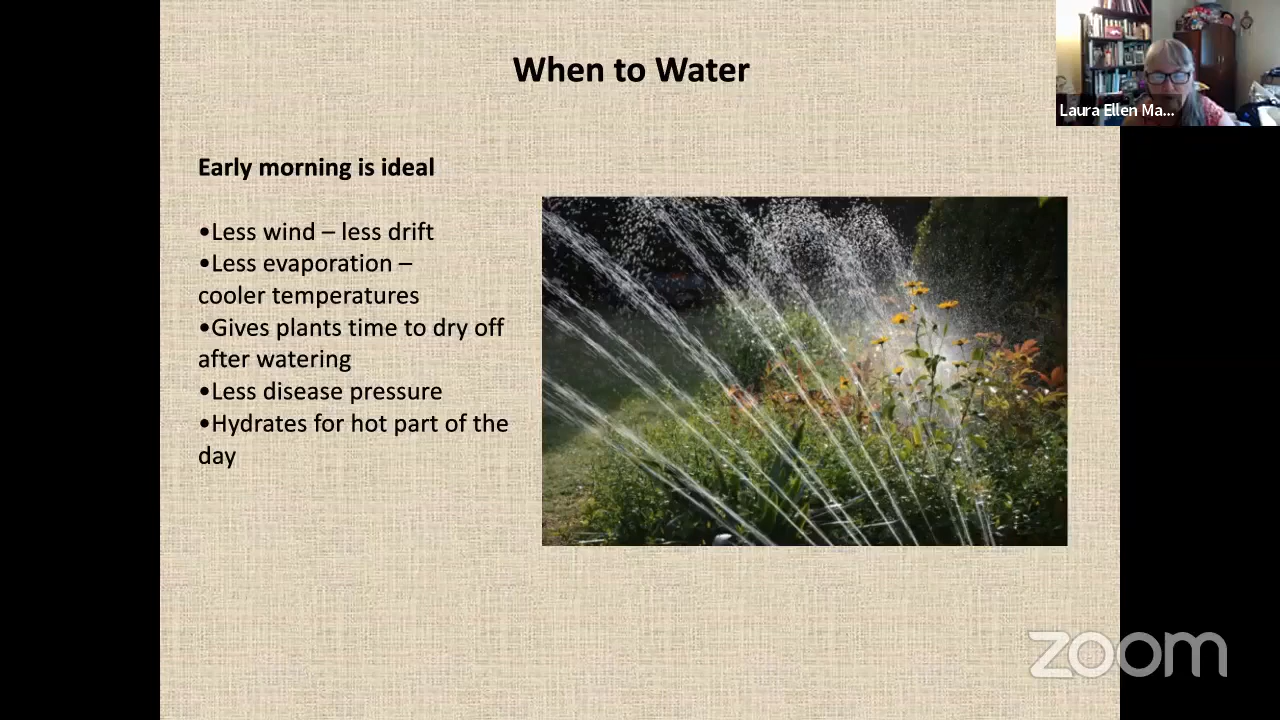 When to Water
Laura Ellen Ma...
Early morning is ideal
•Less wind – less drift
•Less evaporation –
cooler temperatures
•Gives plants time to dry off
after watering
•Less disease pressure
•Hydrates for hot part of the
day
zoom